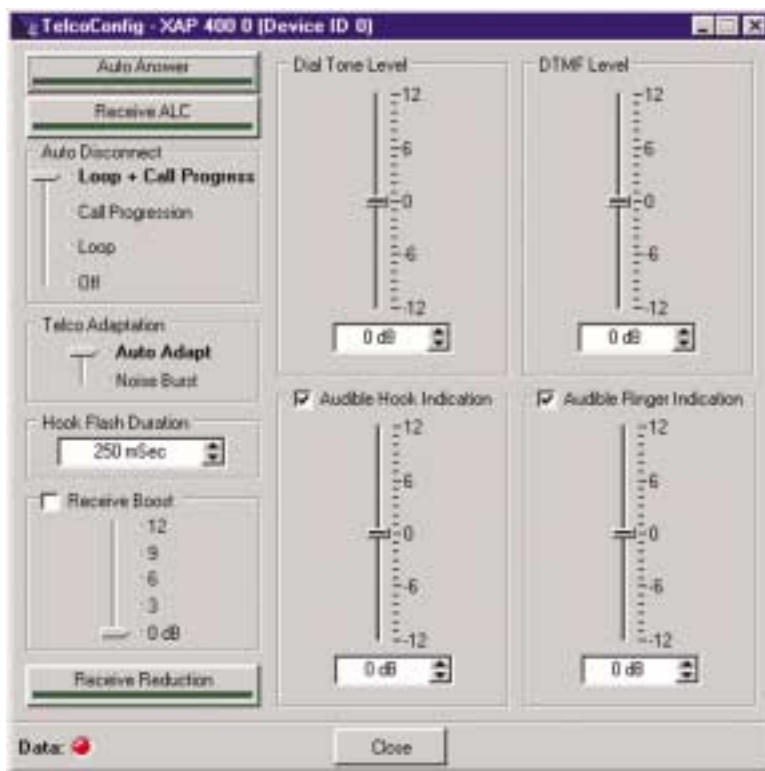 TelcoConfig - XAP 400 0 (Device ID 0)
Auto Answer
Receive ALC
Auto Disconnect
Loop + Call Progress
Call Progression
Loop
Off
Telco Adaptation
Auto Adapt
Noise Burst
Hook Flash Duration
250 mSec
Receive Boost
12
9
6
3
0 dB
Receive Reduction
Dial Tone Level
12
6
0
-6
-12
0 dB
DTMF Level
12
6
0
-6
-12
0 dB
Audible Hook Indication
12
6
0
-6
-12
0 dB
Audible Ringer Indication
12
6
0
-6
-12
0 dB
Data:
Close